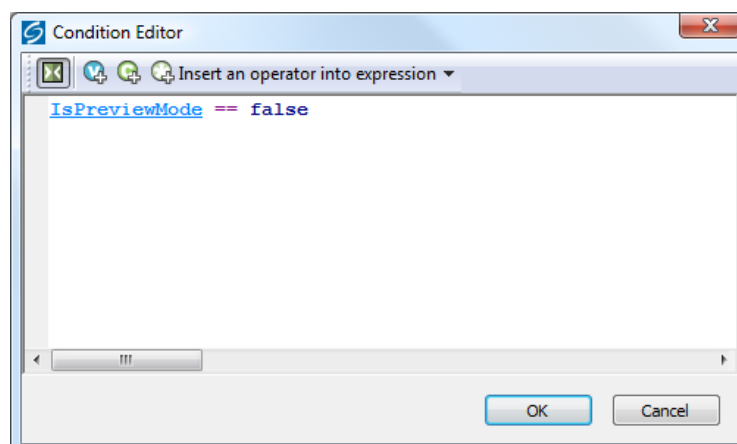 Condition Editor
Insert an operator into expression
IsPreviewMode == false
OK
Cancel